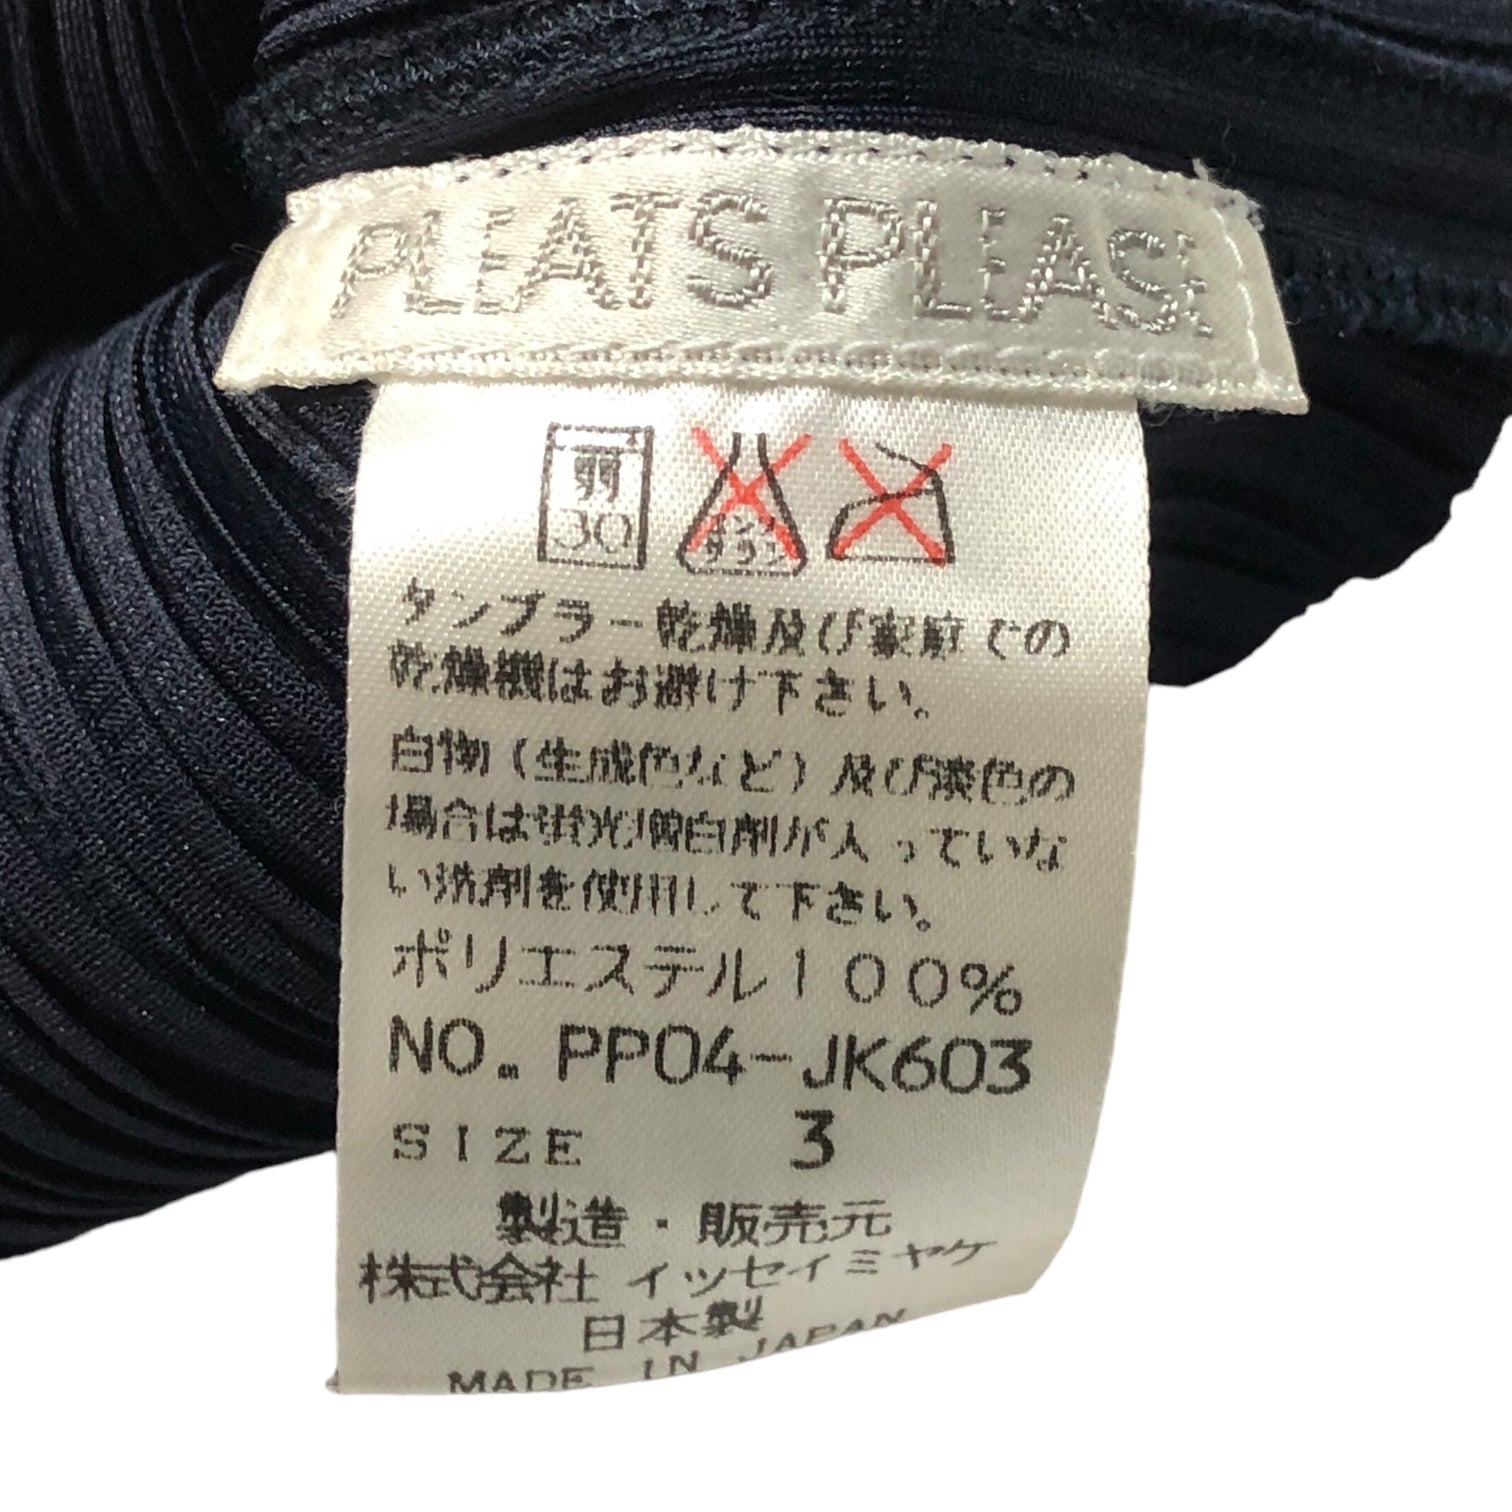 PLEATS PLEASE
弱
30
エンソ
サラシ
タンブラー乾燥及び家庭での
乾燥機はお避け下さい。
白物(生成色など)及び淡色の
場合は蛍光増白剤が入っていな
い洗剤を使用して下さい。
ポリエステル100%
NO. PP04-JK603
SIZE 3
製造・販売元
株式会社 イッセイミヤケ
日本製
MADE IN JAPAN